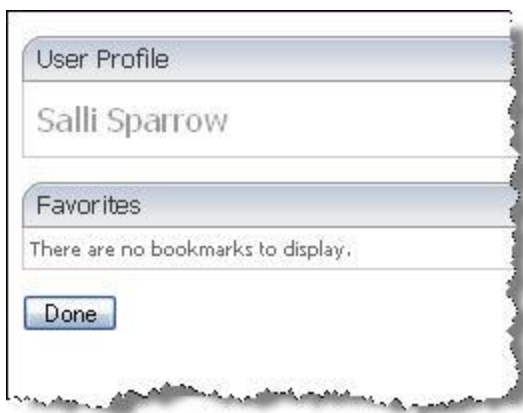 User Profile
Salli Sparrow
Favorites
There are no bookmarks to display.
Done